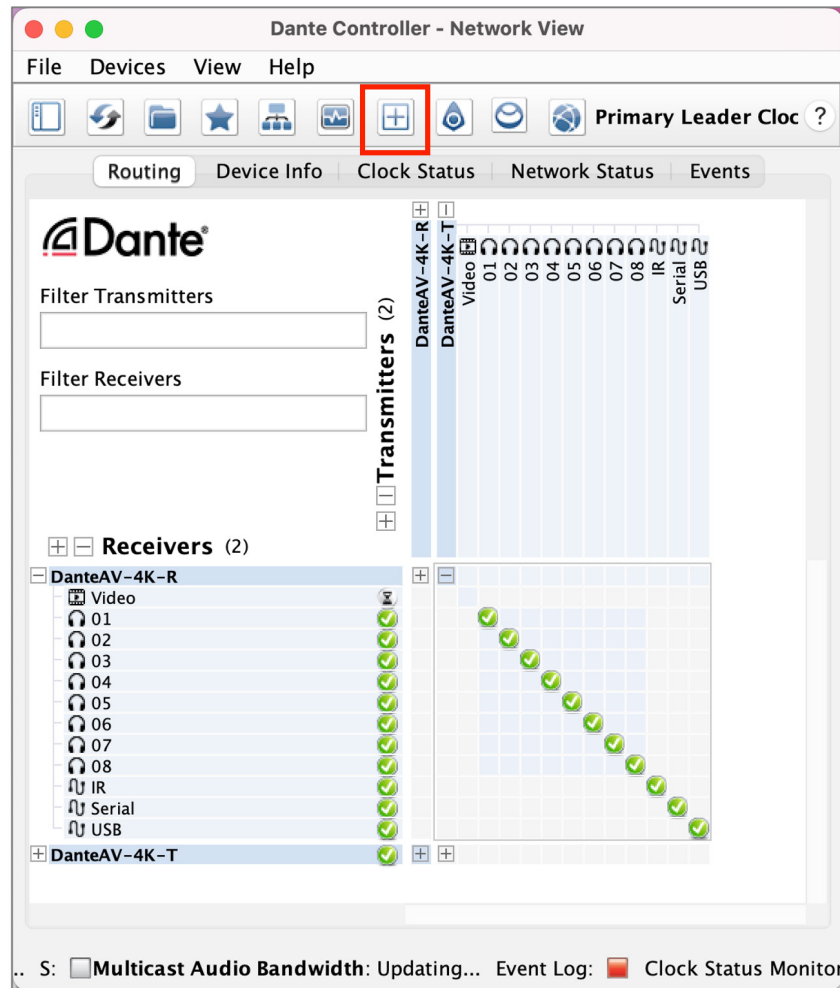 Dante Controller - Network View
File Devices View Help
Primary Leader Cloc ?
Routing Device Info Clock Status Network Status Events
Dante®
Filter Transmitters
Filter Receivers
Transmitters (2)
DanteAV-4K-R
DanteAV-4K-T
Video
01
02
03
04
05
06
07
08
IR
Serial
USB
Receivers (2)
DanteAV-4K-R
Video
01
02
03
04
05
06
07
08
IR
Serial
USB
DanteAV-4K-T
.. S: Multicast Audio Bandwidth: Updating... Event Log: Clock Status Monitor